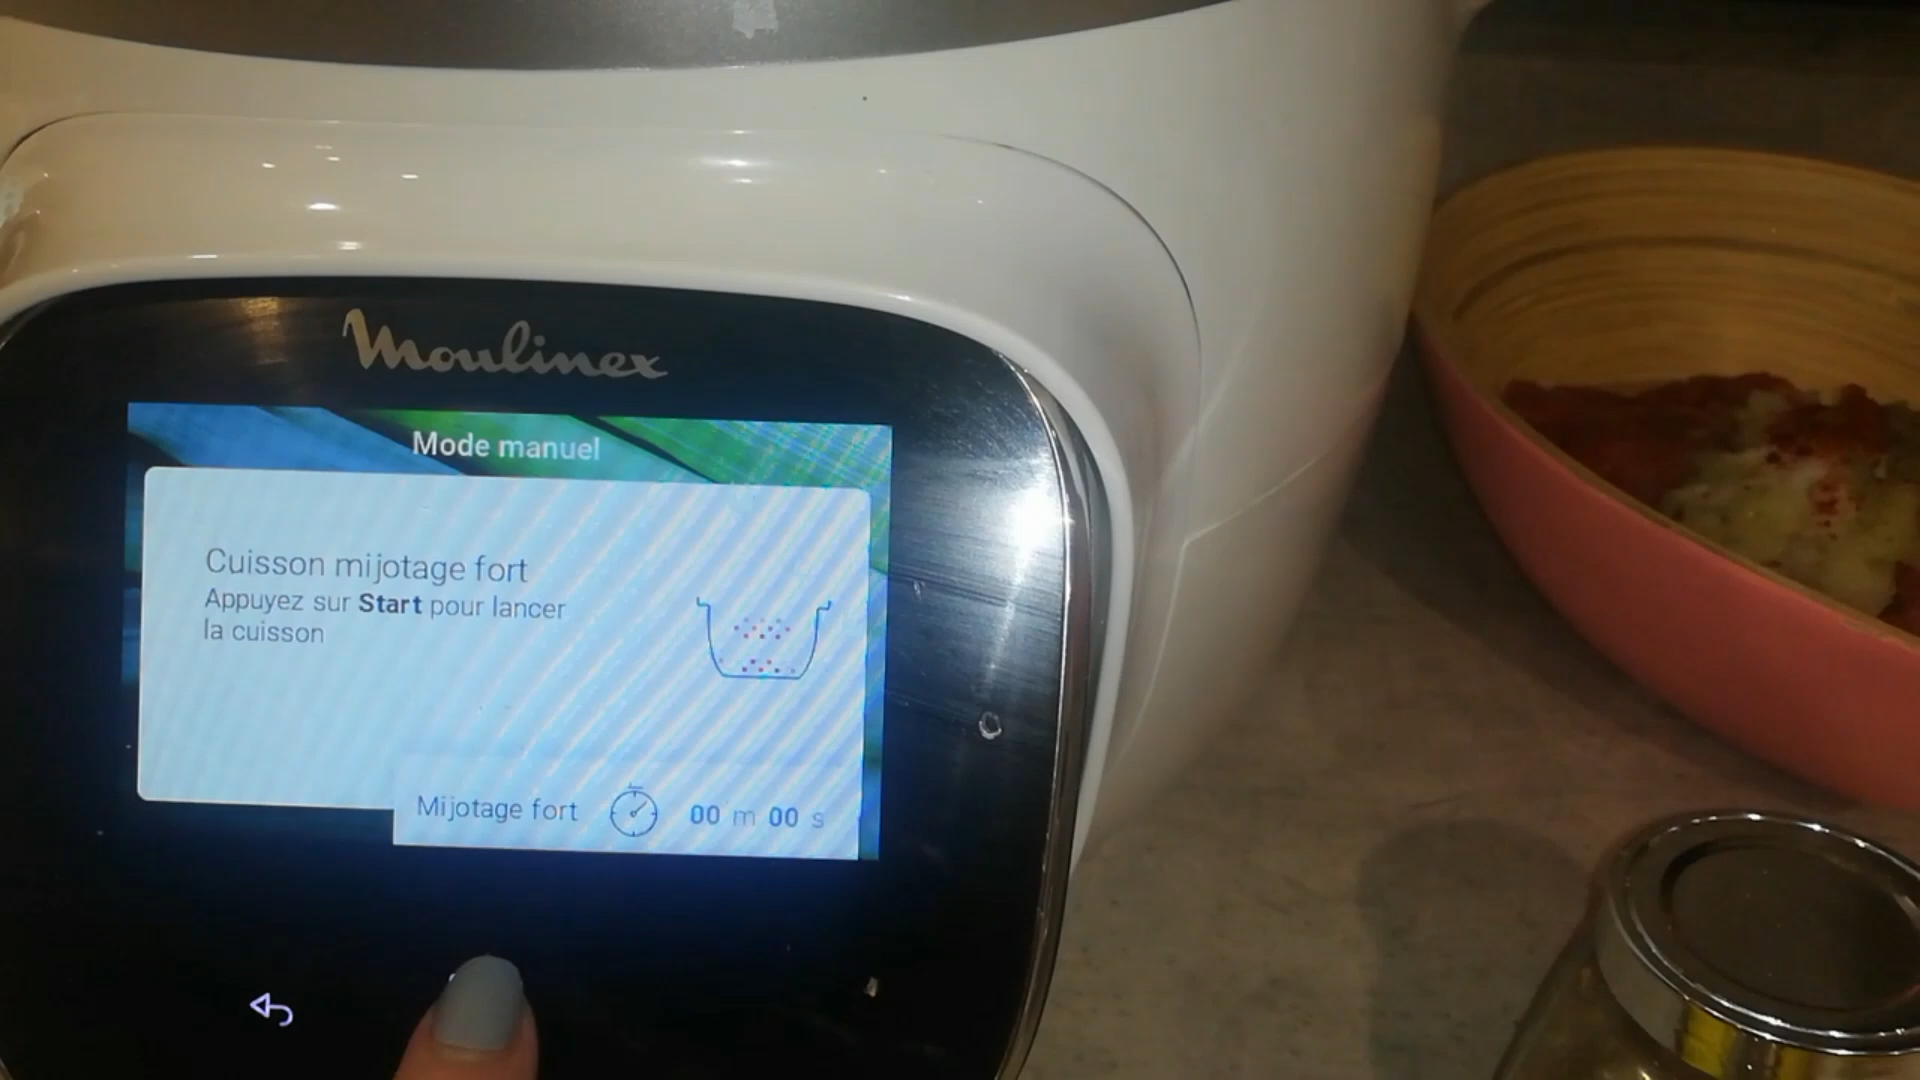 Moulinex
Mode manuel
Cuisson mijotage fort
Appuyez sur Start pour lancer
la cuisson
Mijotage fort 00 m 00 s